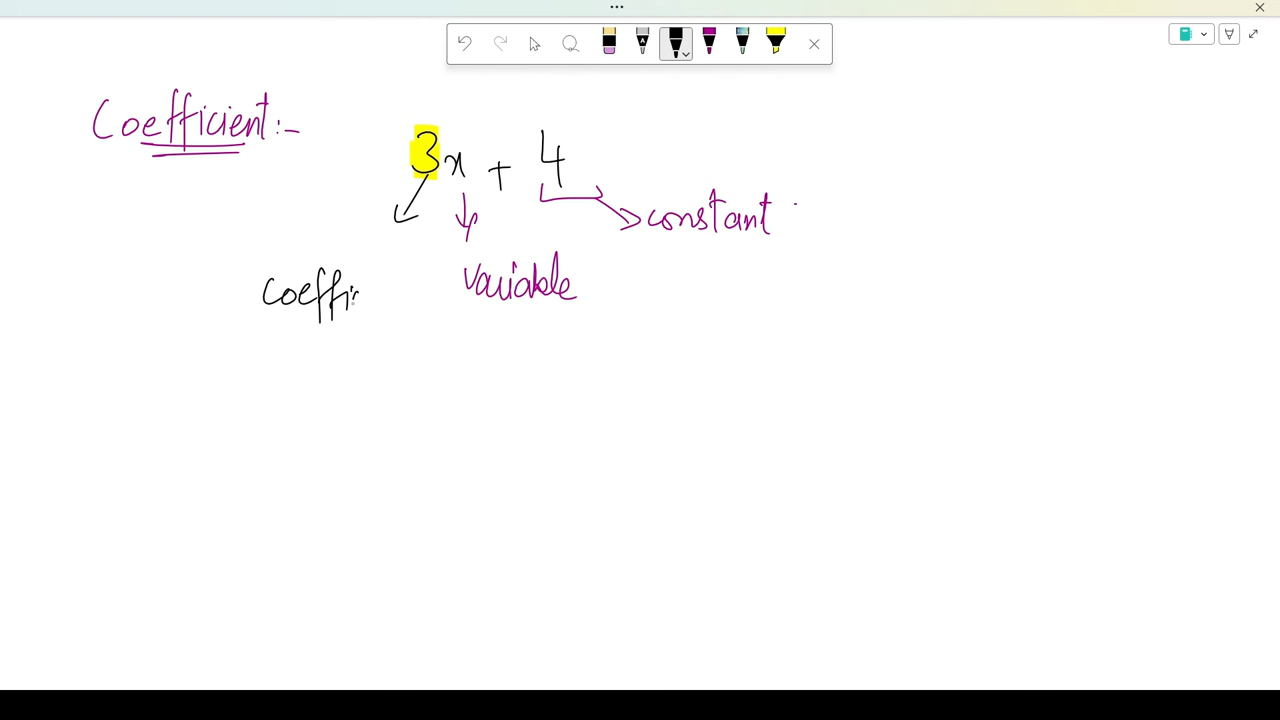 Coefficient:-
3x + 4
constant
coeffi
variable